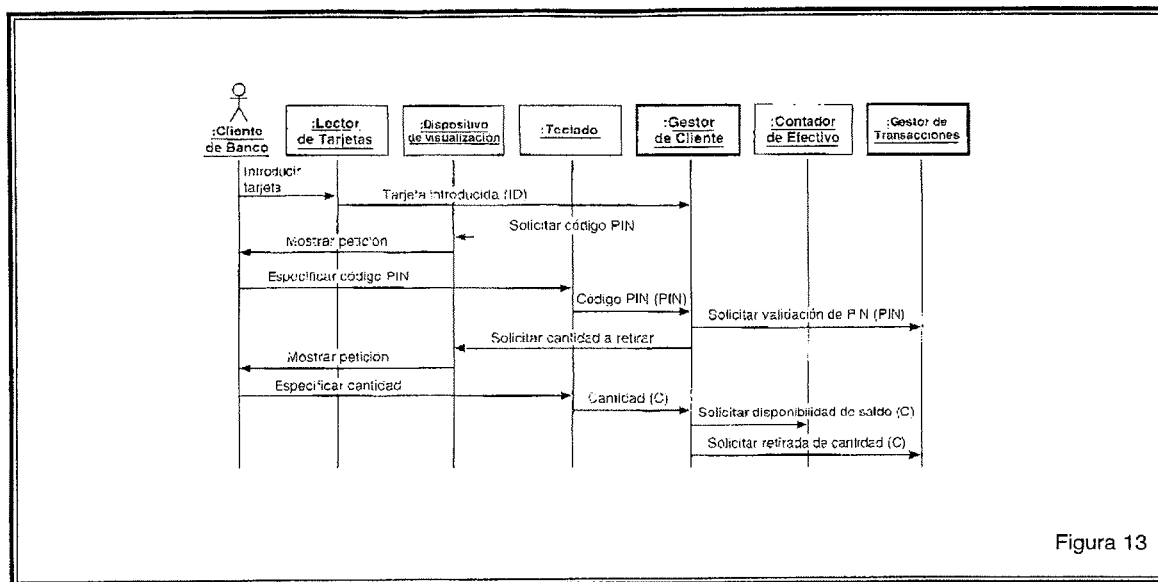 :Cliente
de Banco
:Lector
de Tarjetas
:Dispositivo
de visualización
:Teclado
:Gestor
de Cliente
:Contador
de Efectivo
:Gestor de
Transacciones
Introducir
tarjeta
Tarjeta introducida (ID)
Solicitar código PIN
Mostrar petición
Especificar código PIN
Código PIN (PIN)
Solicitar validación de PIN (PIN)
Solicitar cantidad a retirar
Mostrar petición
Especificar cantidad
Cantidad (C)
Solicitar disponibilidad de saldo (C)
Solicitar retirada de cantidad (C)
Figura 13